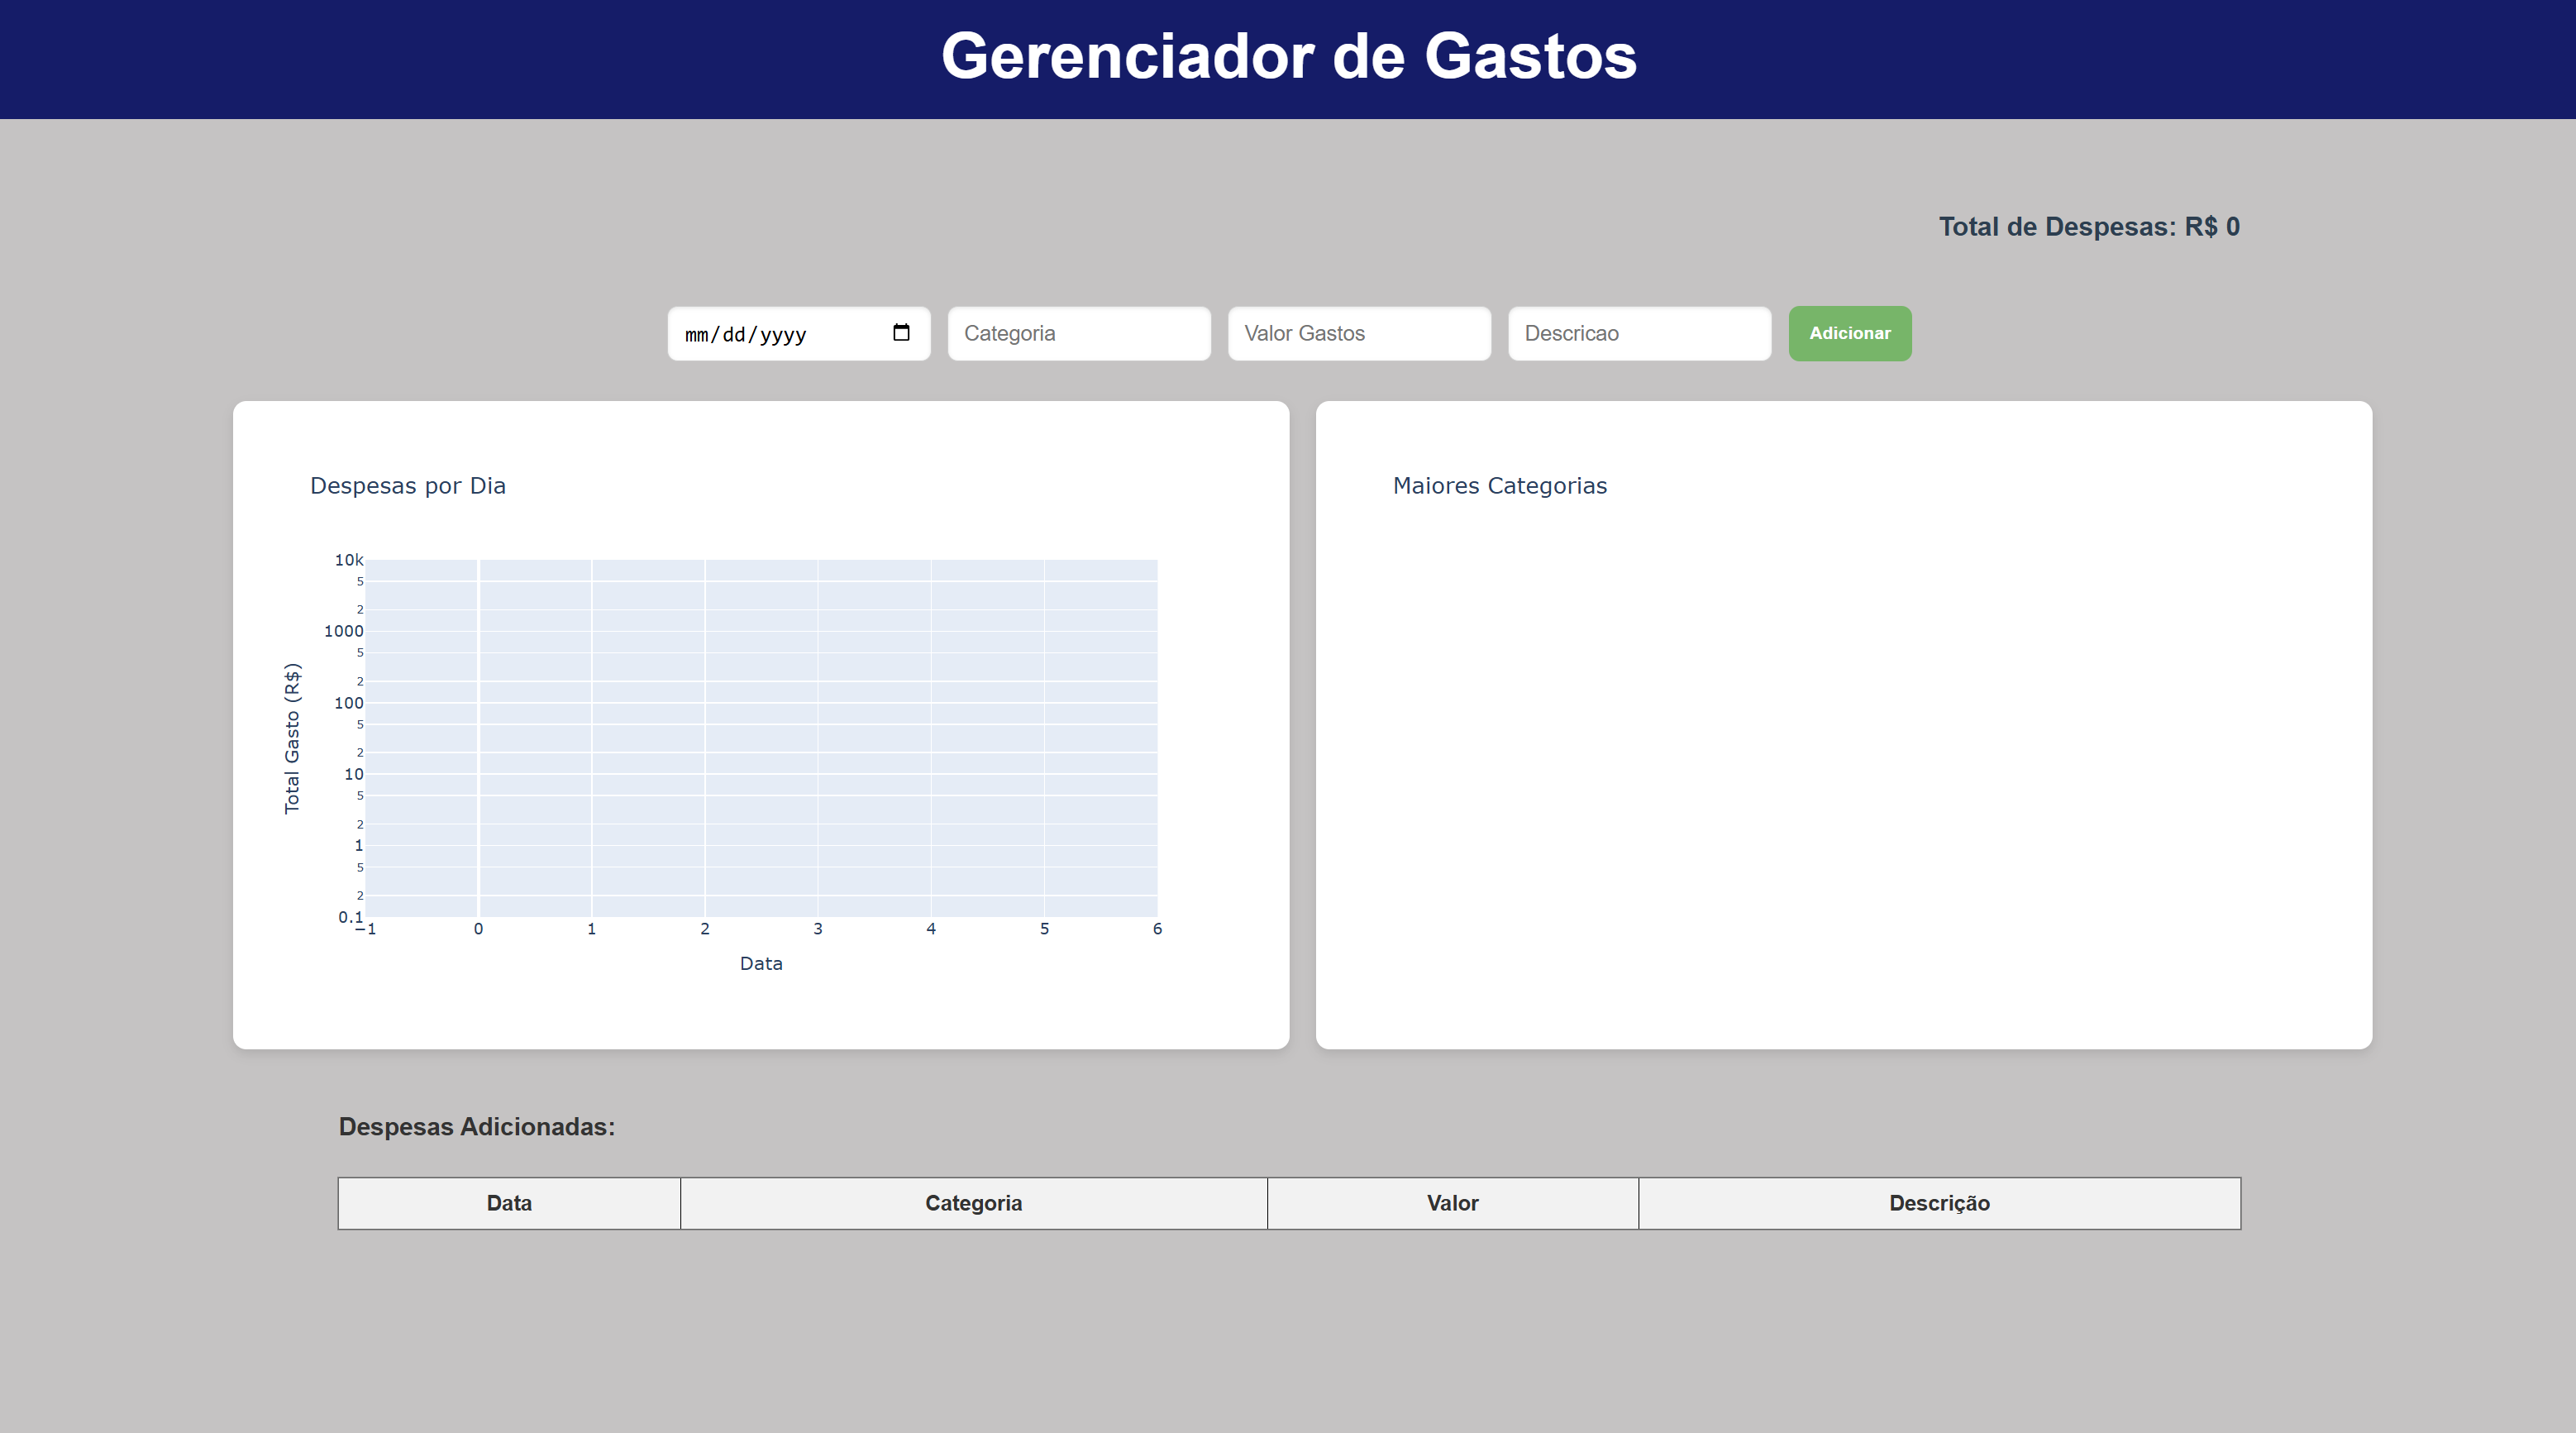 Gerenciador de Gastos
Total de Despesas: R$ 0
mm/dd/yyyy
Categoria
Valor Gastos
Descricao
Adicionar
Despesas por Dia
10k
5
2
1000
5
2
100
5
2
10
5
2
1
5
2
0.1
Total Gasto (R$)
−1 0 1 2 3 4 5 6
Data
Maiores Categorias
Despesas Adicionadas:
Data Categoria Valor Descrição